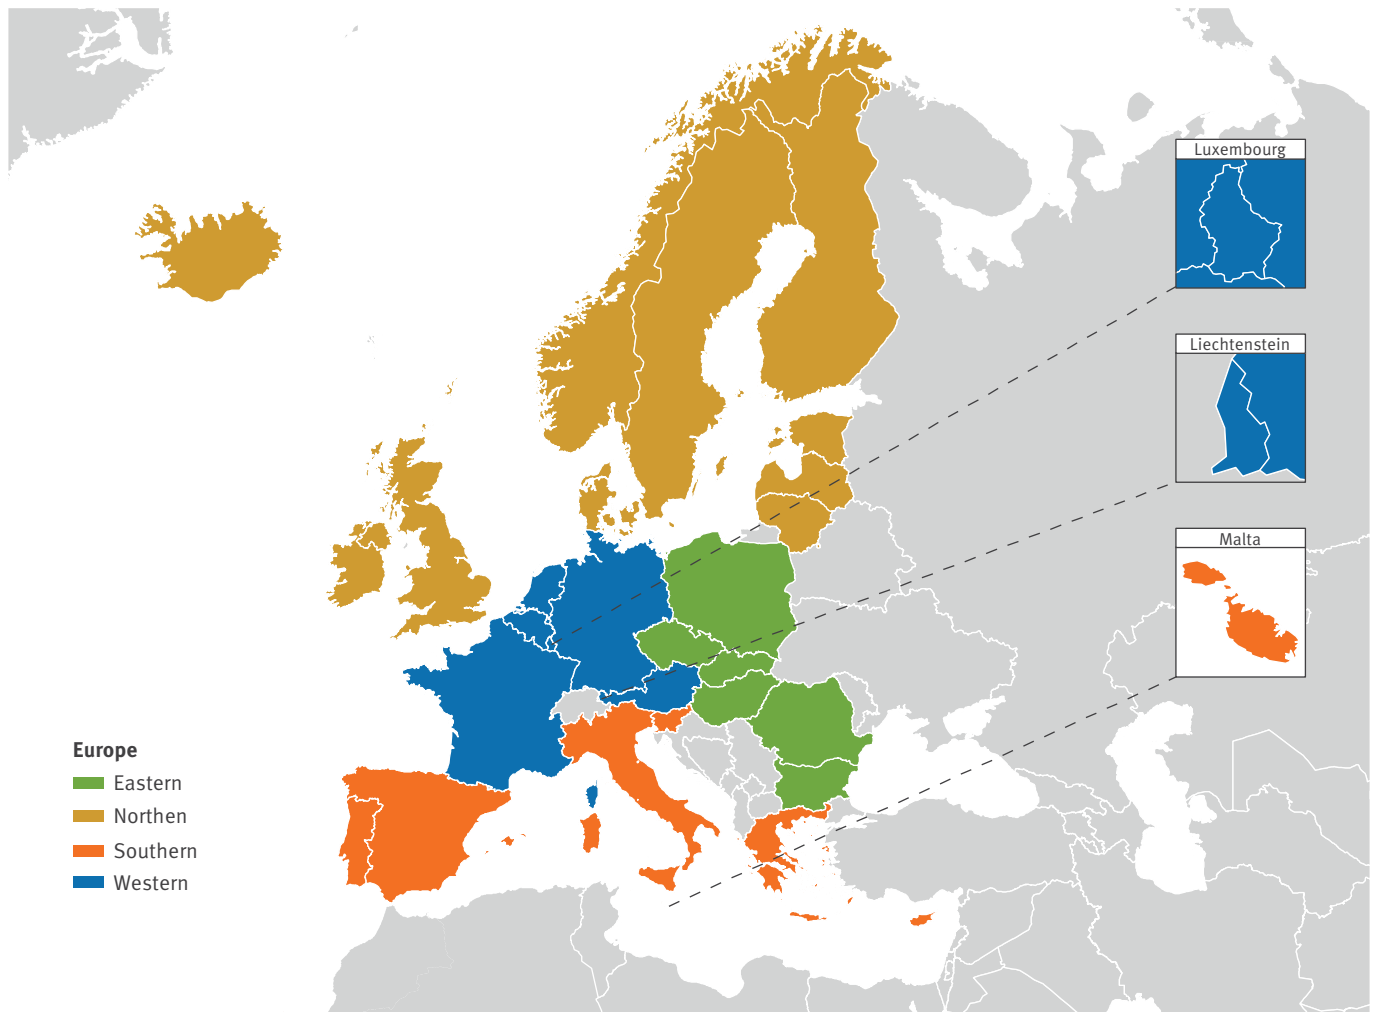 Luxembourg
Liechtenstein
Malta
Europe
Eastern
Northen
Southern
Western